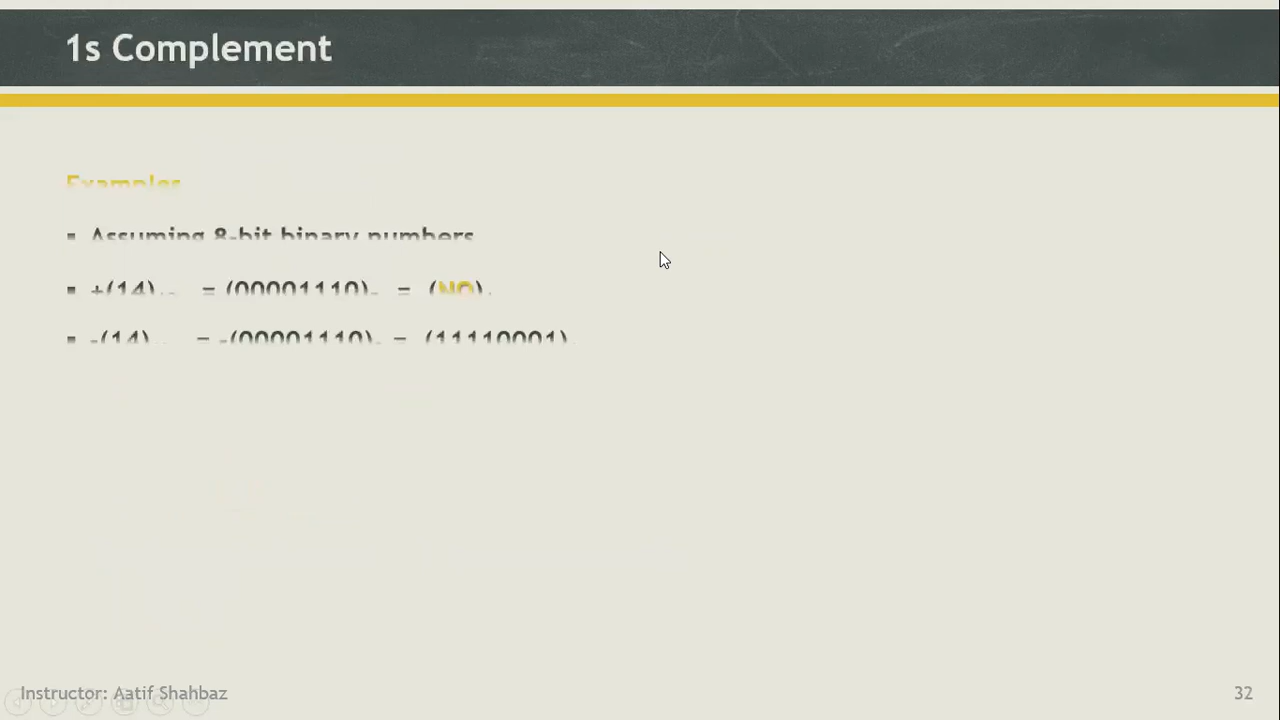 1s Complement
Examples
▪ Assuming 8-bit binary numbers
▪ +(14) = (00001110) = (NO)
▪ -(14) = -(00001110) = (11110001)
Instructor: Aatif Shahbaz
32